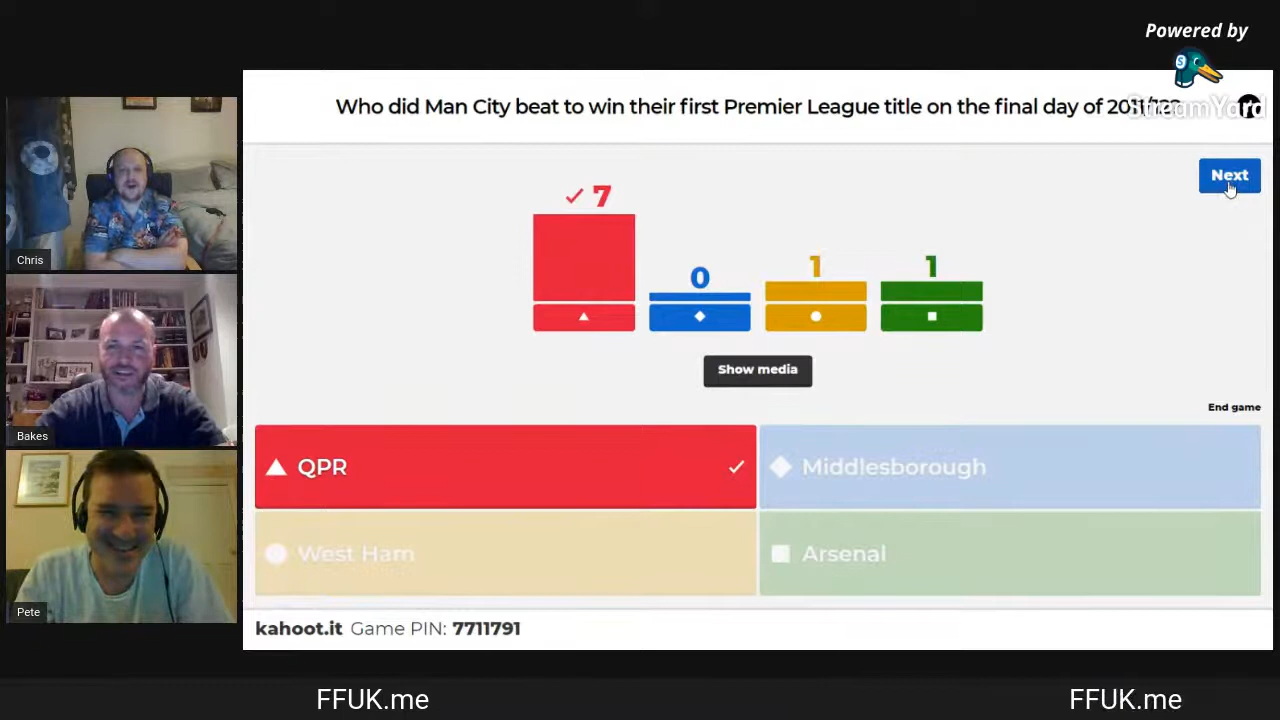 Powered by
StreamYard
Who did Man City beat to win their first Premier League title on the final day of
Next
7
0
1
1
Show media
End game
QPR
Middlesborough
West Ham
Arsenal
kahoot.it Game PIN: 7711791
Chris
Bakes
Pete
FFUK.me
FFUK.me